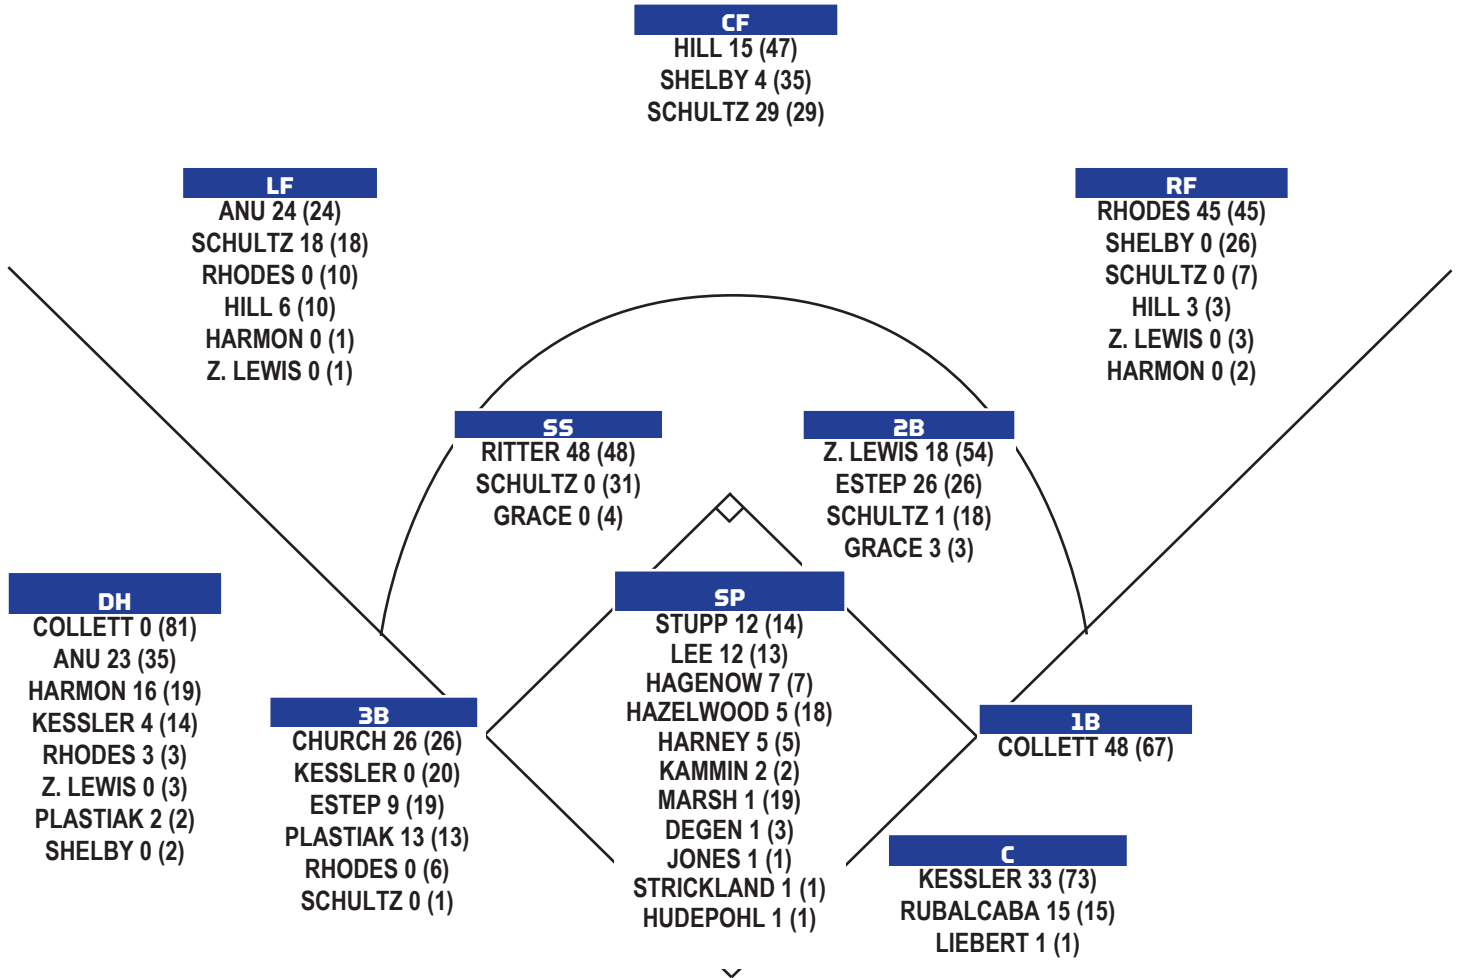 CF
HILL 15 (47)
SHELBY 4 (35)
SCHULTZ 29 (29)
LF
ANU 24 (24)
SCHULTZ 18 (18)
RHODES 0 (10)
HILL 6 (10)
HARMON 0 (1)
Z. LEWIS 0 (1)
RF
RHODES 45 (45)
SHELBY 0 (26)
SCHULTZ 0 (7)
HILL 3 (3)
Z. LEWIS 0 (3)
HARMON 0 (2)
SS
RITTER 48 (48)
SCHULTZ 0 (31)
GRACE 0 (4)
2B
Z. LEWIS 18 (54)
ESTEP 26 (26)
SCHULTZ 1 (18)
GRACE 3 (3)
DH
COLLETT 0 (81)
ANU 23 (35)
HARMON 16 (19)
KESSLER 4 (14)
RHODES 3 (3)
Z. LEWIS 0 (3)
PLASTIAK 2 (2)
SHELBY 0 (2)
3B
CHURCH 26 (26)
KESSLER 0 (20)
ESTEP 9 (19)
PLASTIAK 13 (13)
RHODES 0 (6)
SCHULTZ 0 (1)
SP
STUPP 12 (14)
LEE 12 (13)
HAGENOW 7 (7)
HAZELWOOD 5 (18)
HARNEY 5 (5)
KAMMIN 2 (2)
MARSH 1 (19)
DEGEN 1 (3)
JONES 1 (1)
STRICKLAND 1 (1)
HUDEPOHL 1 (1)
1B
COLLETT 48 (67)
C
KESSLER 33 (73)
RUBALCABA 15 (15)
LIEBERT 1 (1)